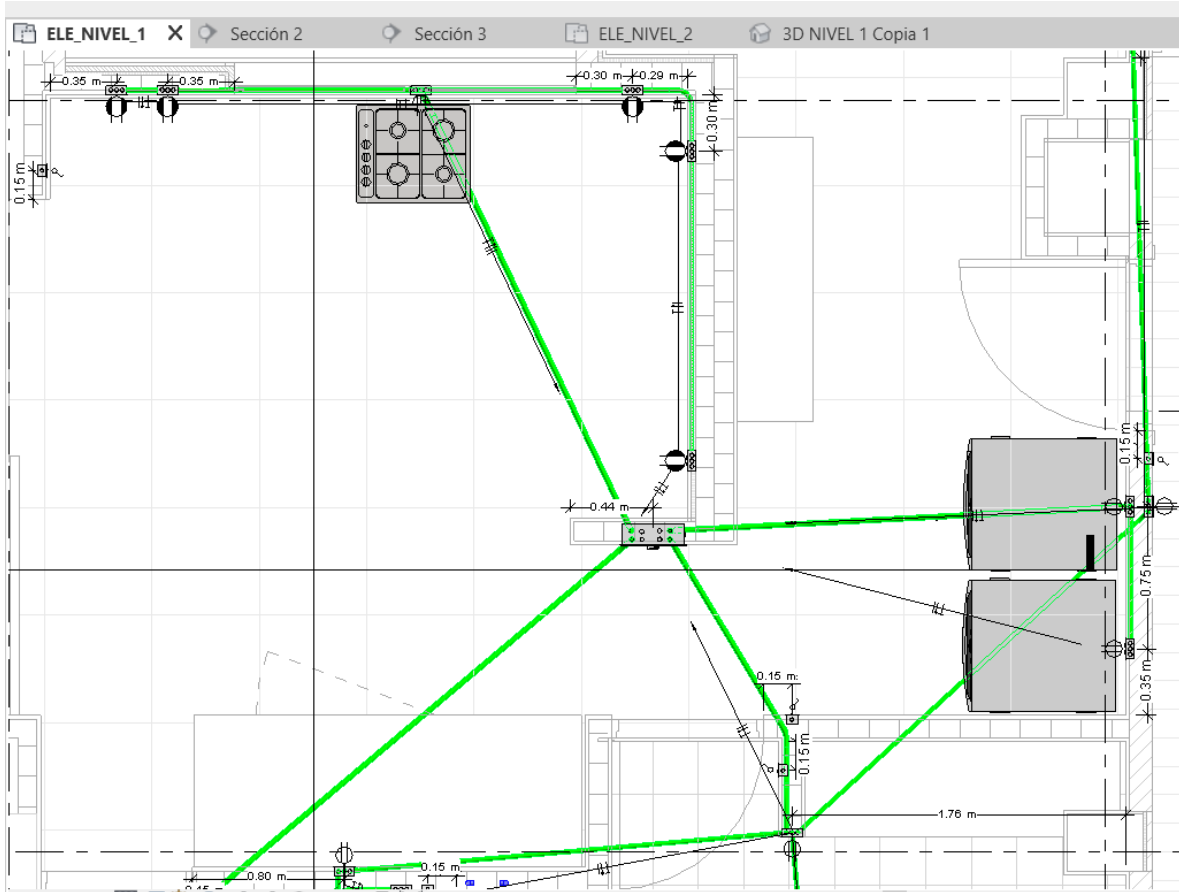 ELE_NIVEL_1
Sección 2
Sección 3
ELE_NIVEL_2
3D NIVEL 1 Copia 1
0.35 m
0.35 m
0.30 m
0.29 m
0.30 m
0.15 m
0.15 m
0.44 m
0.75 m
0.15 m
0.35 m
0.15 m
1.76 m
0.15 m
0.80 m